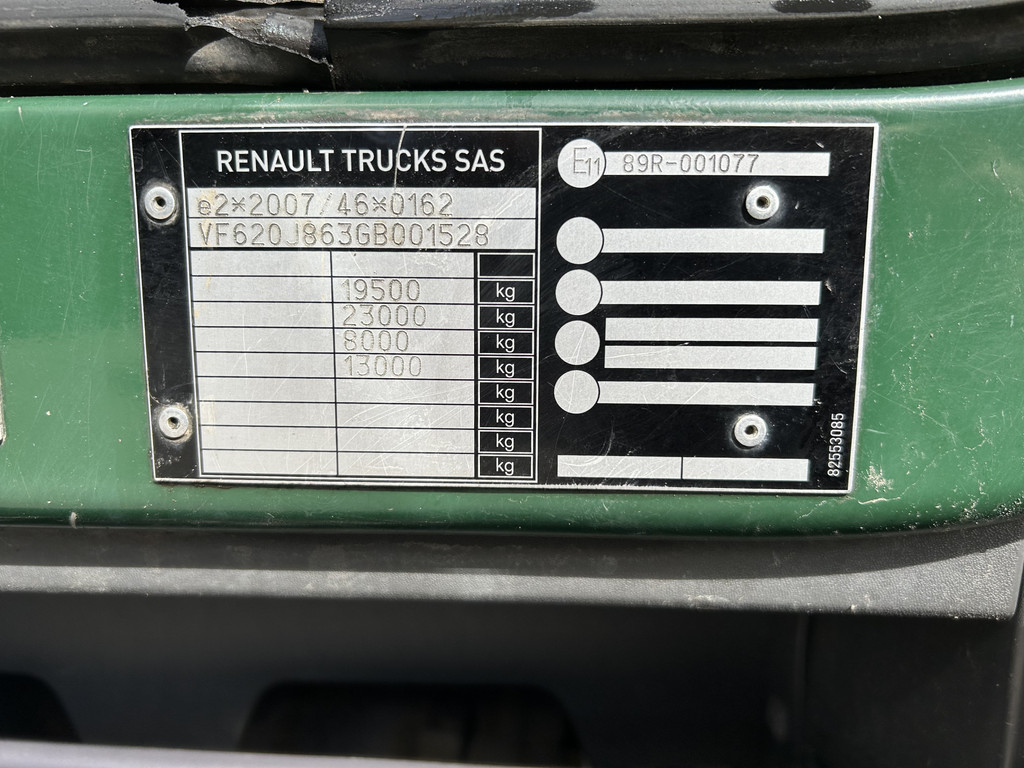 RENAULT TRUCKS SAS
e2*2007/46*0162
VF620J863GB001528
19500 kg
23000 kg
8000 kg
13000 kg
kg
kg
kg
kg
E11 89R-001077
82553085